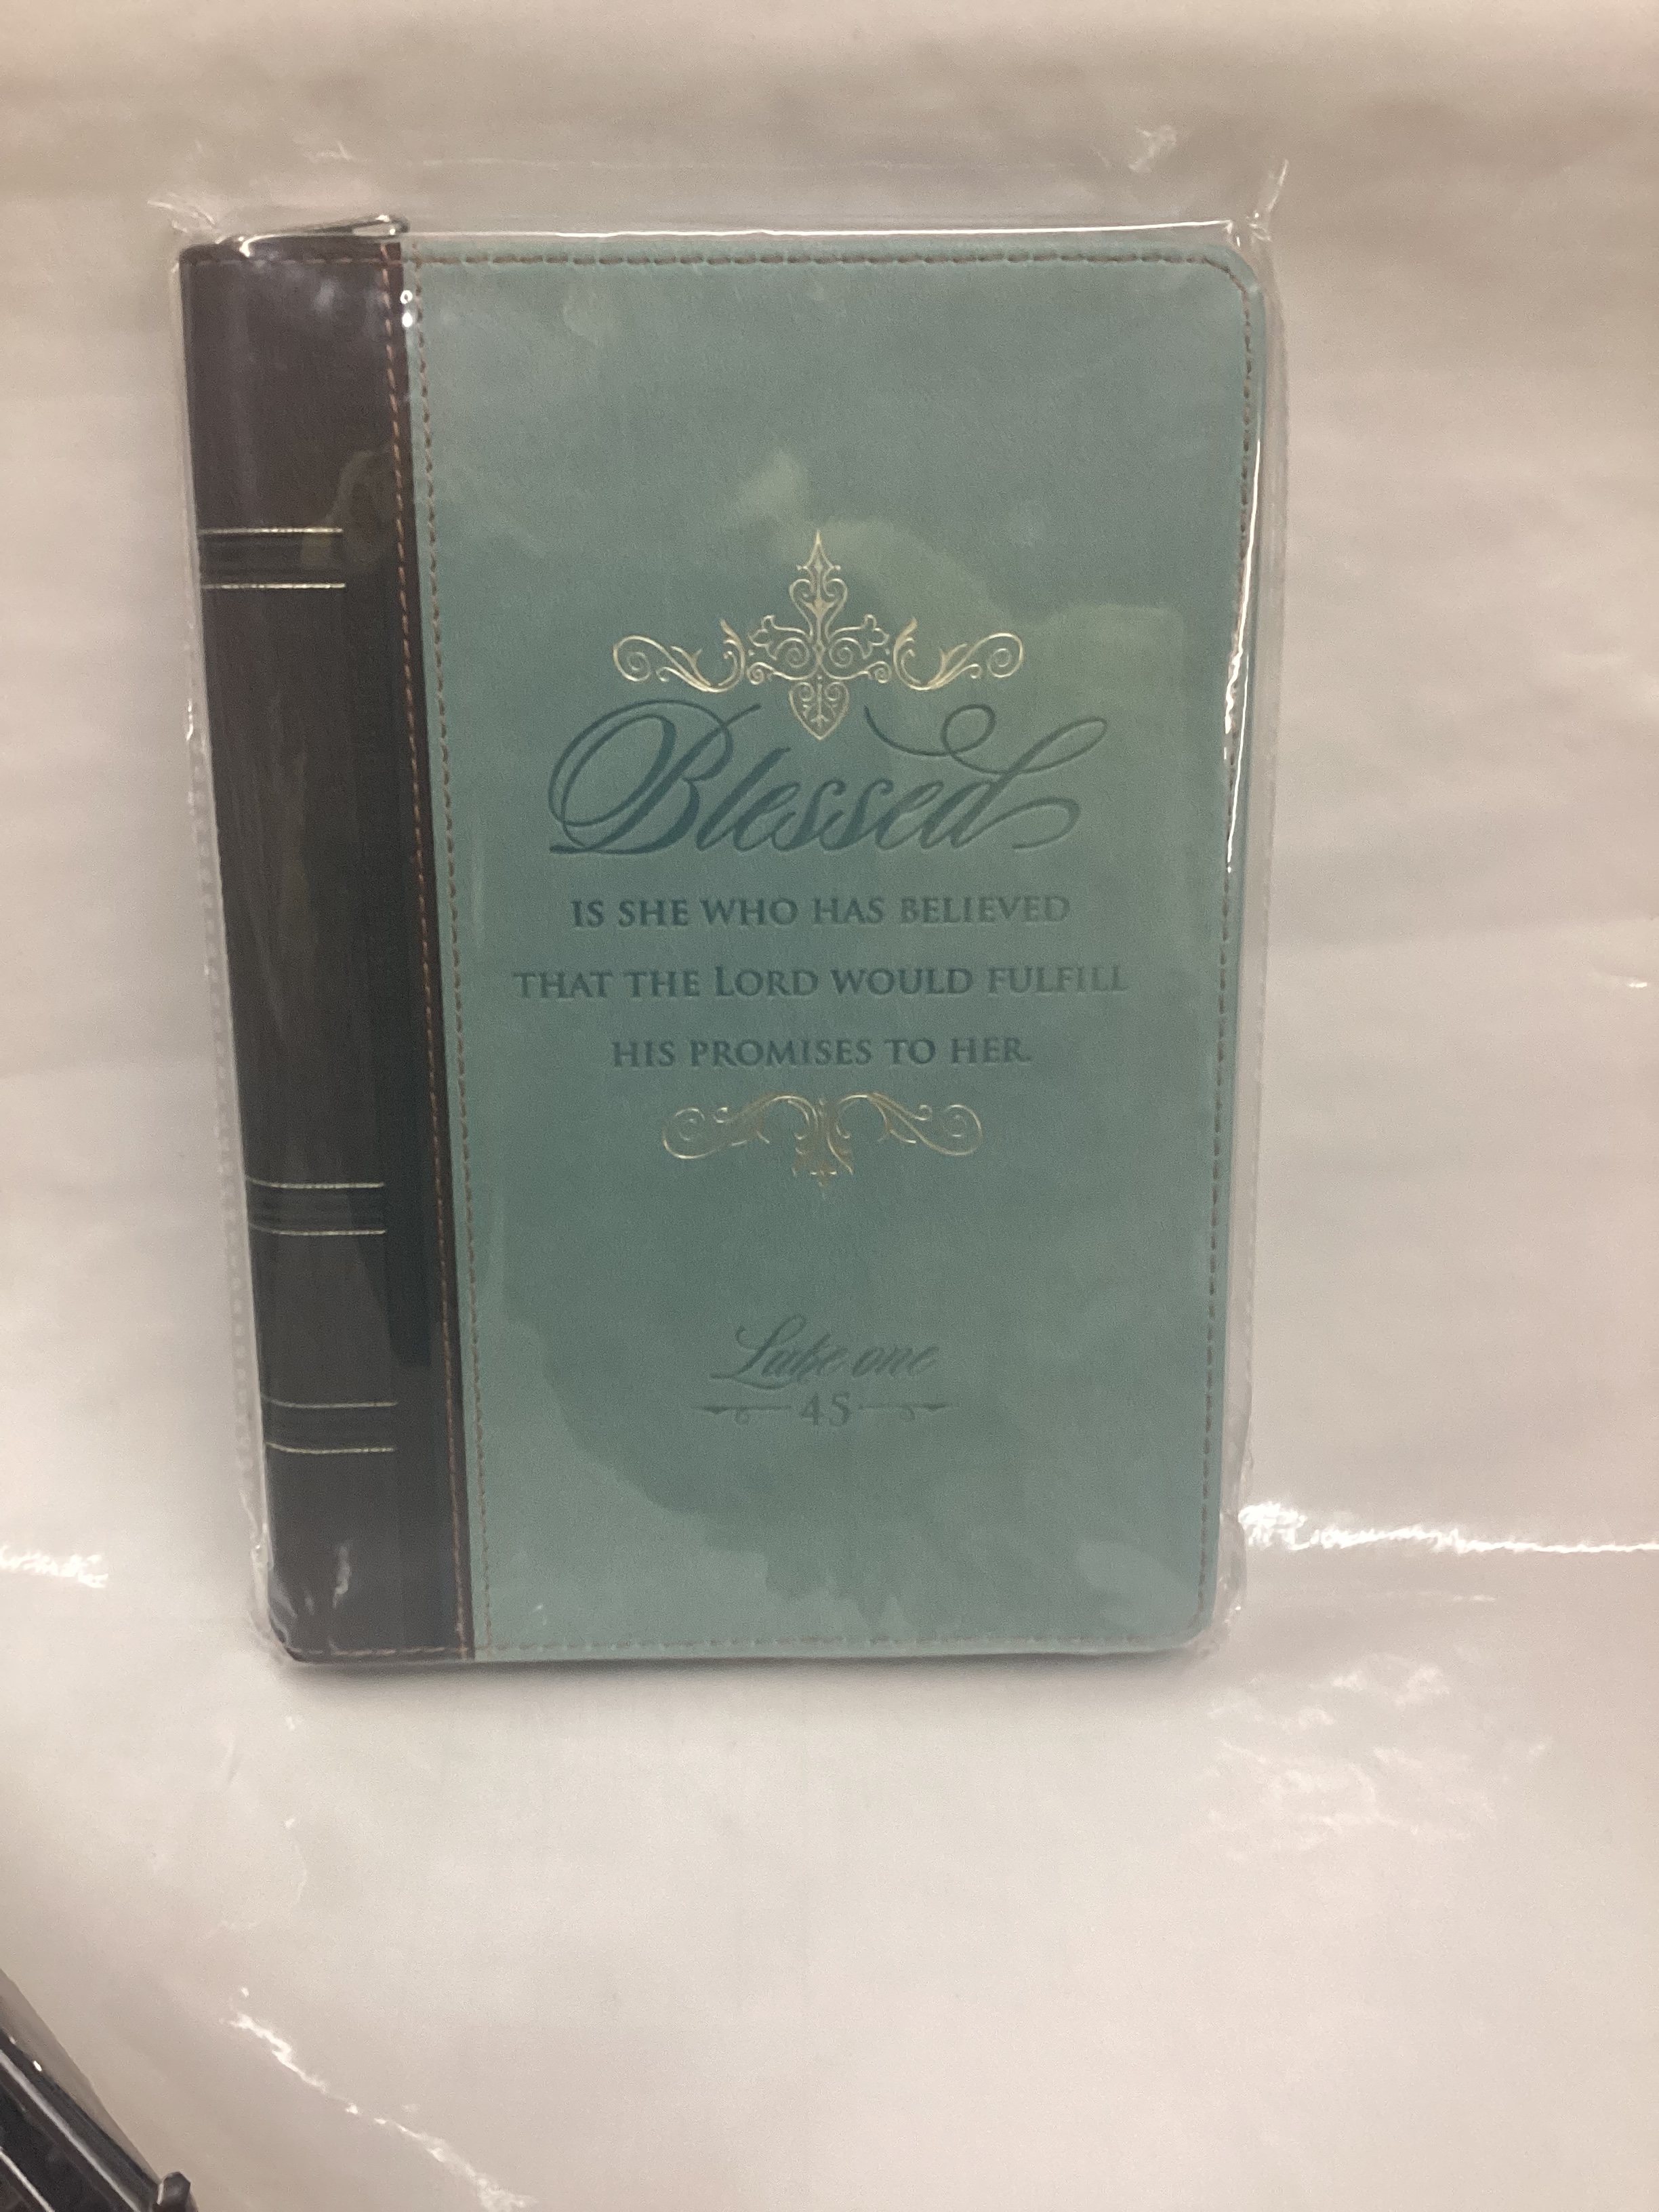 Blessed
IS SHE WHO HAS BELIEVED
THAT THE LORD WOULD FULFILL
HIS PROMISES TO HER.
Luke one
45